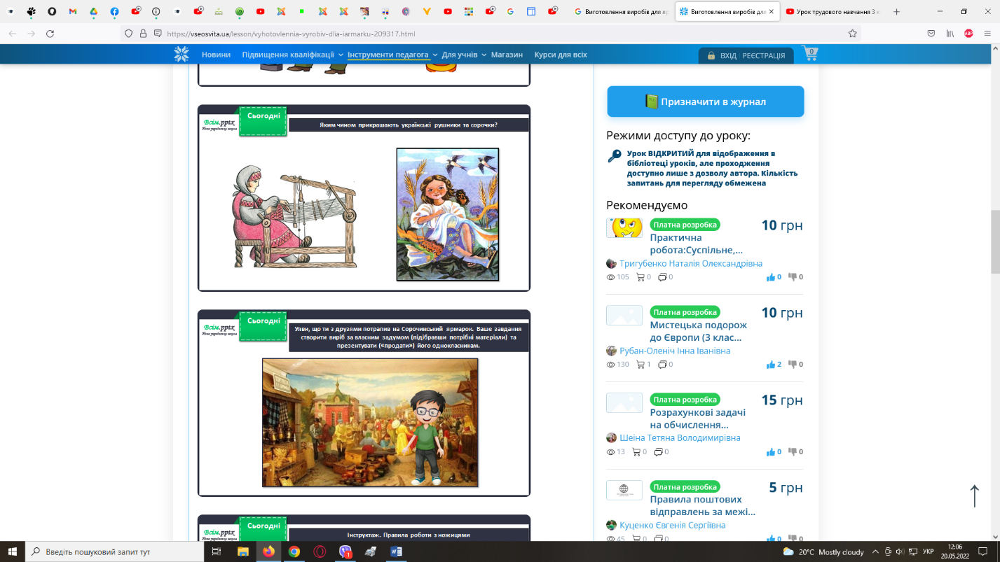 Виготовлення виробів для яр
Виготовлення виробів для
Урок трудового навчання 3 к
https://vseosvita.ua/lesson/vyhotovlennia-vyrobiv-dlia-iarmarku-209317.html
Новини
Підвищення кваліфікації
Інструменти педагога
Для учнів
Магазин
Курси для всіх
ВХІД
РЕЄСТРАЦІЯ
0
Сьогодні
Всім.pptx
Нова українська школа
Яким чином прикрашають українські рушники та сорочки?
Сьогодні
Всім.pptx
Нова українська школа
Уяви, що ти з друзями потрапив на Сорочинський ярмарок. Ваше завдання
створити виріб за власним задумом (підібравши потрібні матеріали) та
презентувати («продати») його однокласникам.
Сьогодні
Всім.pptx
Нова українська школа
Інструктаж. Правила роботи з ножицями
Призначити в журнал
Режими доступу до уроку:
Урок ВІДКРИТИЙ для відображення в
бібліотеці уроків, але проходження
доступно лише з дозволу автора. Кількість
запитань для перегляду обмежена
Рекомендуємо
Платна розробка
10 грн
Практична
робота:Суспільне,...
Тригубенко Наталія Олександрівна
105 0 0 0 0
Платна розробка
10 грн
Мистецька подорож
до Європи (3 клас...
Рубан-Оленіч Інна Іванівна
130 1 0 2 0
Платна розробка
15 грн
Розрахункові задачі
на обчислення...
Шеіна Тетяна Володимирівна
13 0 0 0 0
Платна розробка
5 грн
Правила поштових
відправлень за межі...
Куценко Євгенія Сергіївна
45 0 0 0 0
Введіть пошуковий запит тут
1
20°C Mostly cloudy
УКР
12:06
20.05.2022